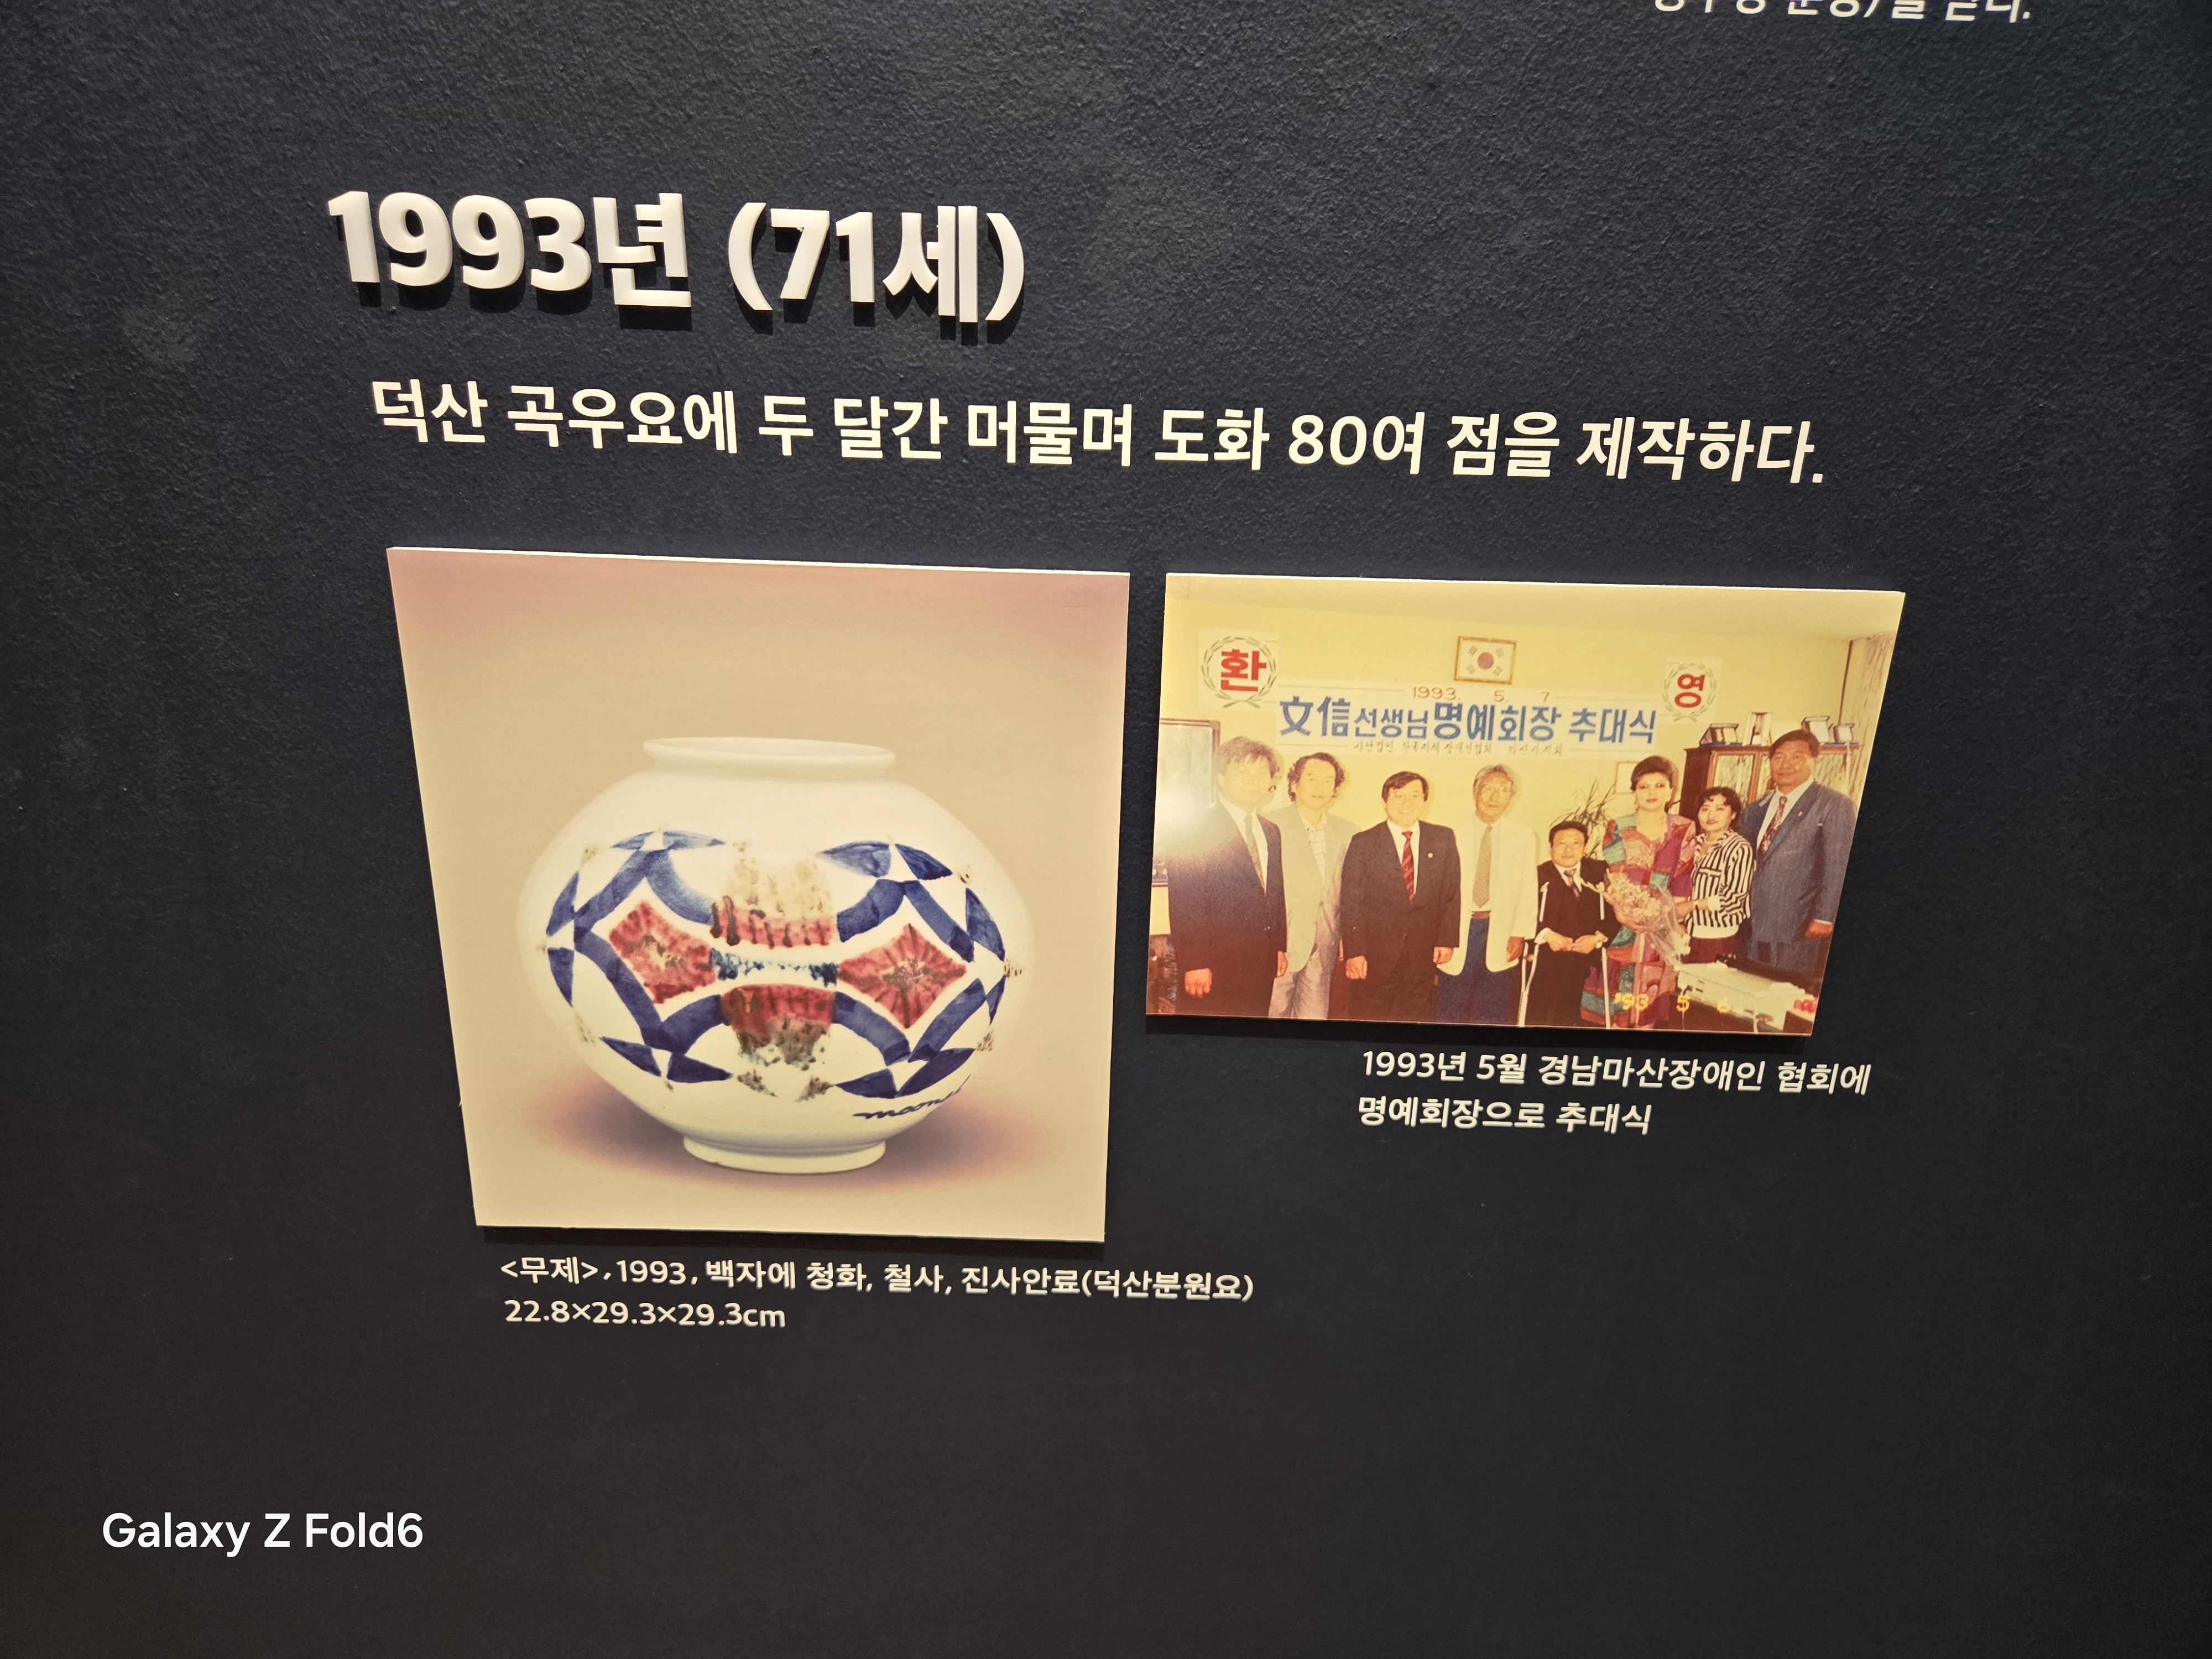 1993년 (71세)
덕산 곡우요에 두 달간 머물며 도화 80여 점을 제작하다.
환
영
1993. 5. 7
文信선생님명예회장 추대식
'93 5
moonshin
1993년 5월 경남마산장애인 협회에
명예회장으로 추대식
<무제>, 1993, 백자에 청화, 철사, 진사안료(덕산분원요)
22.8×29.3×29.3cm
Galaxy Z Fold6